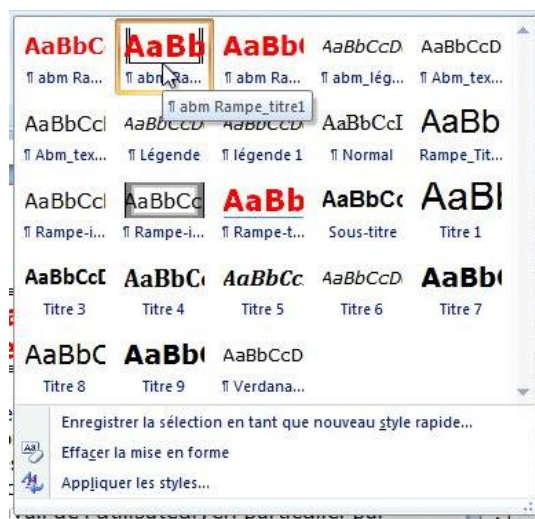 AaBbC AaBb AaBb( AaBbCcD AaBbCcD
¶ abm Ra... ¶ abm Ra... ¶ abm Ra... ¶ abm_lég... ¶ Abm_tex...
¶ abm Rampe_titre1
AaBbCcl AaBbCcD AaBbCcD AaBbCcI AaBb
¶ Abm_tex... ¶ Légende ¶ légende 1 ¶ Normal Rampe_Tit...
AaBbCcl AaBbCc AaBb AaBbCc AaBl
¶ Rampe-i... ¶ Rampe-i... ¶ Rampe-t... Sous-titre Titre 1
AaBbCcD AaBbC AaBbCc AaBbCcD AaBb(
Titre 3 Titre 4 Titre 5 Titre 6 Titre 7
AaBbC AaBb( AaBbCcD
Titre 8 Titre 9 ¶ Verdana...
Enregistrer la sélection en tant que nouveau style rapide...
Effacer la mise en forme
Appliquer les styles...